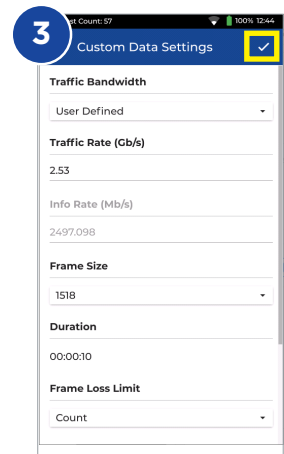 3
st Count: 57
100% 12:44
Custom Data Settings
Traffic Bandwidth
User Defined
Traffic Rate (Gb/s)
2.53
Info Rate (Mb/s)
2497.098
Frame Size
1518
Duration
00:00:10
Frame Loss Limit
Count